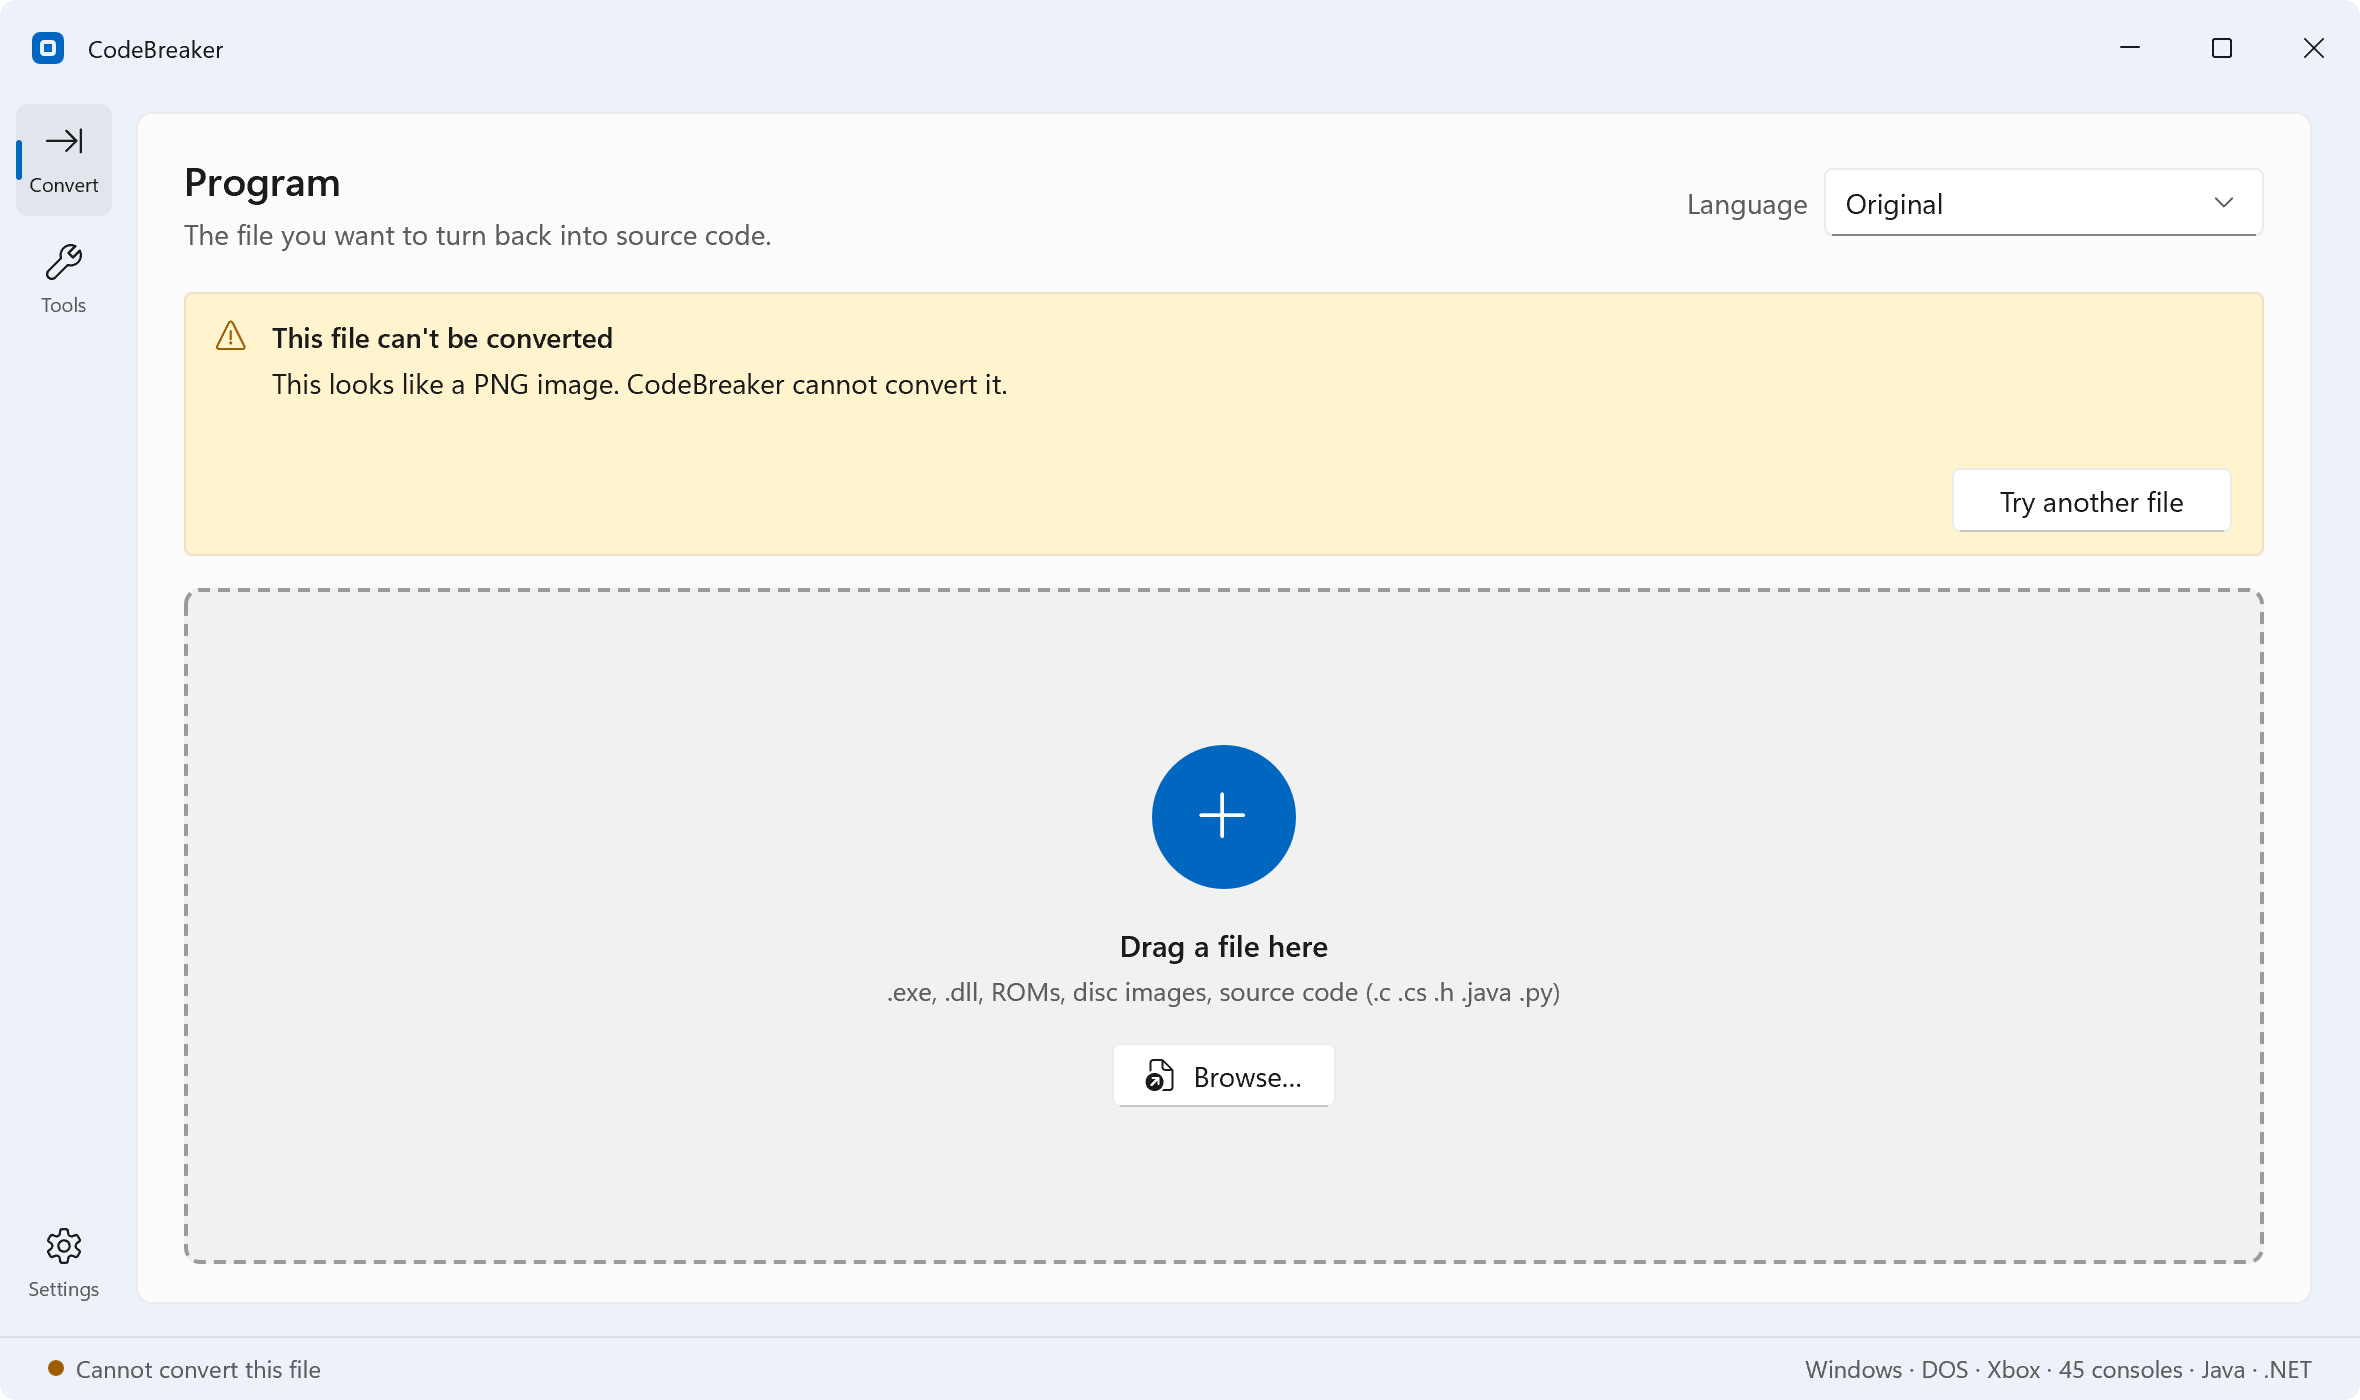 CodeBreaker
Convert
Tools
Settings
Program
The file you want to turn back into source code.
Language
Original
This file can't be converted
This looks like a PNG image. CodeBreaker cannot convert it.
Try another file
Drag a file here
.exe, .dll, ROMs, disc images, source code (.c .cs .h .java .py)
Browse...
Cannot convert this file
Windows · DOS · Xbox · 45 consoles · Java · .NET